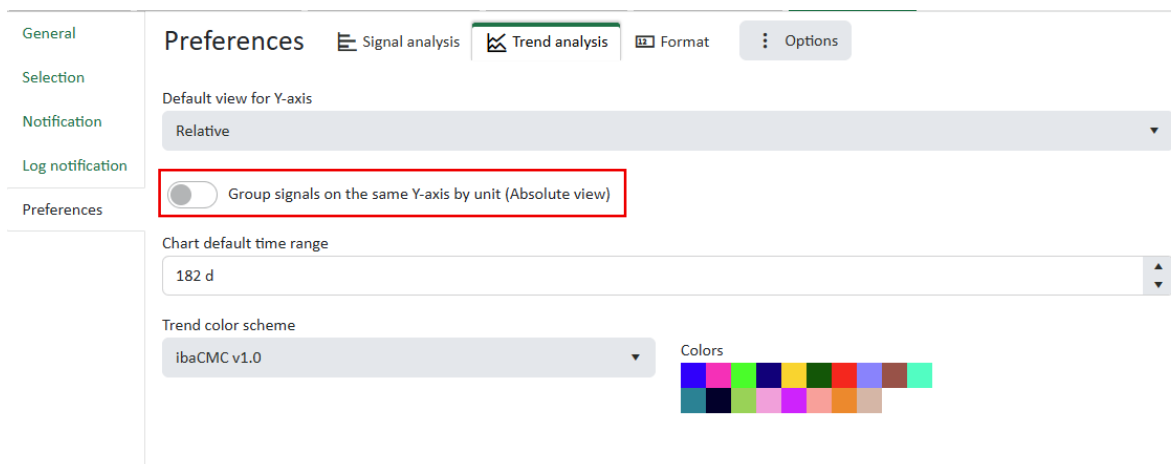 General
Selection
Notification
Log notification
Preferences
Preferences Signal analysis Trend analysis 12 Format Options
Default view for Y-axis
Relative
Group signals on the same Y-axis by unit (Absolute view)
Chart default time range
182 d
Trend color scheme
ibaCMC v1.0
Colors